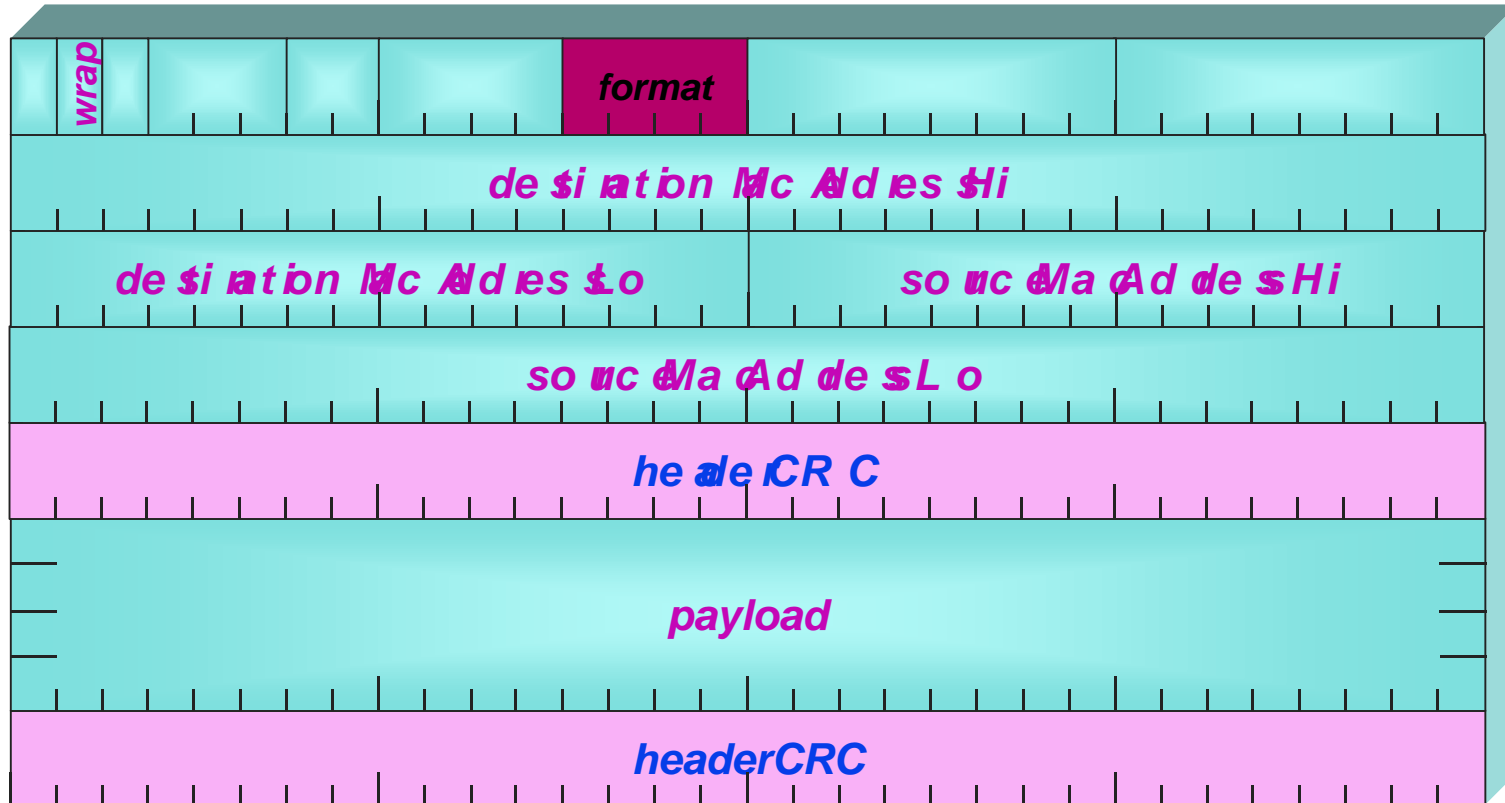 wrap format
destinationMacAddressHi
destinationMacAddressLo sourceMacAddressHi
sourceMacAddressLo
headerCRC
payload
headerCRC